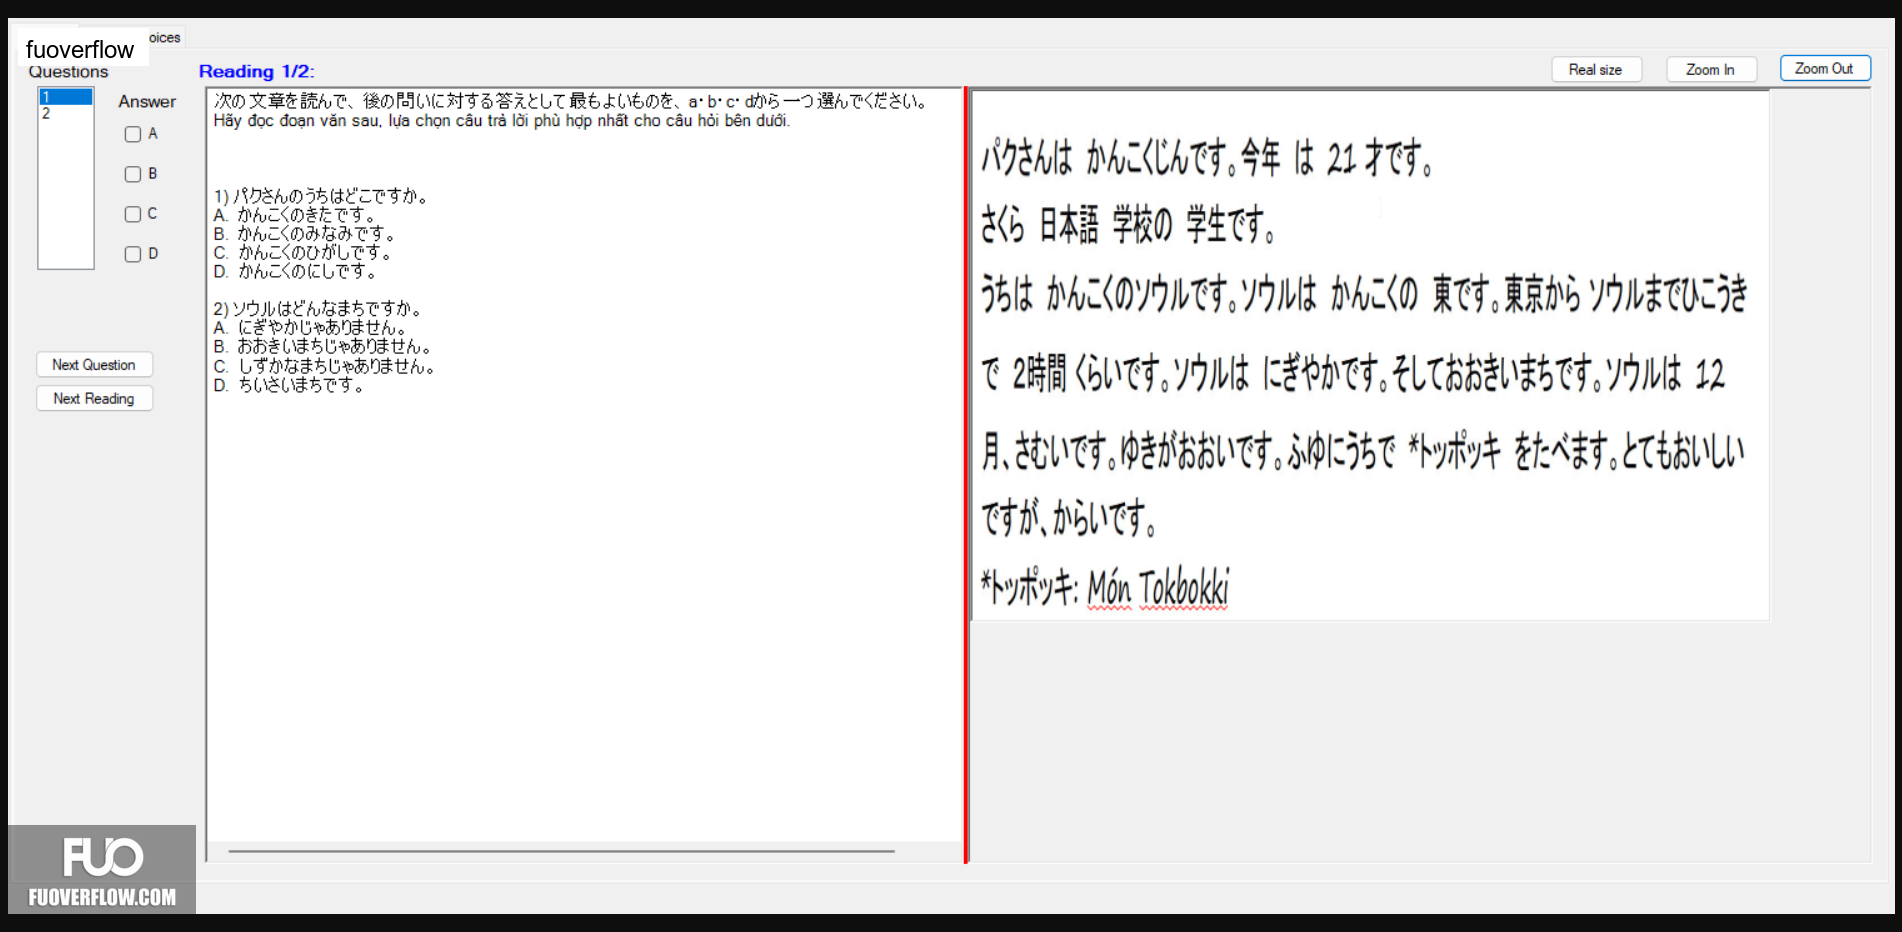 oices
fuoverflow
Questions
Reading 1/2:
Real size
Zoom In
Zoom Out
1
2
Answer
A
B
C
D
Next Question
Next Reading
次の文章を読んで、後の問いに対する答えとして最もよいものを、a・b・c・dから一つ選んでください。
Hãy đọc đoạn văn sau, lựa chọn câu trả lời phù hợp nhất cho câu hỏi bên dưới.
1) パクさんのうちはどこですか。
A. かんこくのきたです。
B. かんこくのみなみです。
C. かんこくのひがしです。
D. かんこくのにしです。
2) ソウルはどんなまちですか。
A. にぎやかじゃありません。
B. おおきいまちじゃありません。
C. しずかなまちじゃありません。
D. ちいさいまちです。
パクさんは かんこくじんです。今年 は 21 才です。
さくら 日本語 学校の 学生です。
うちは かんこくのソウルです。ソウルは かんこくの 東です。東京から ソウルまでひこうき
で 2時間 くらいです。ソウルは にぎやかです。そしておおきいまちです。ソウルは 12
月、さむいです。ゆきがおおいです。ふゆにうちで *トッポッキ をたべます。とてもおいしい
ですが、からいです。
*トッポッキ: Món Tokbokki
FUO
FUOVERFLOW.COM